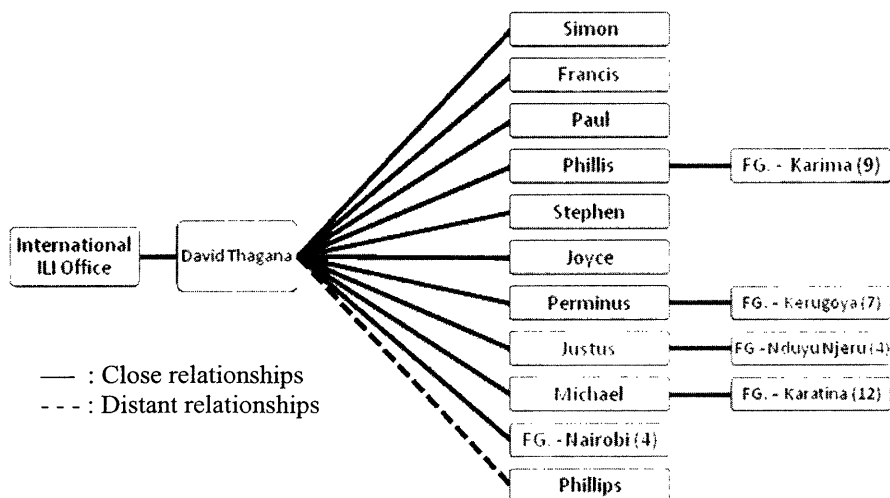 Simon
Francis
Paul
Phillis
FG. - Karima (9)
Stephen
International
ILI Office
David Thagana
Joyce
Perminus
FG. - Kerugoya (7)
Justus
FG - Nduyu Njeru (4)
— : Close relationships
Michael
FG. - Karatina (12)
--- : Distant relationships
FG. - Nairobi (4)
Phillips